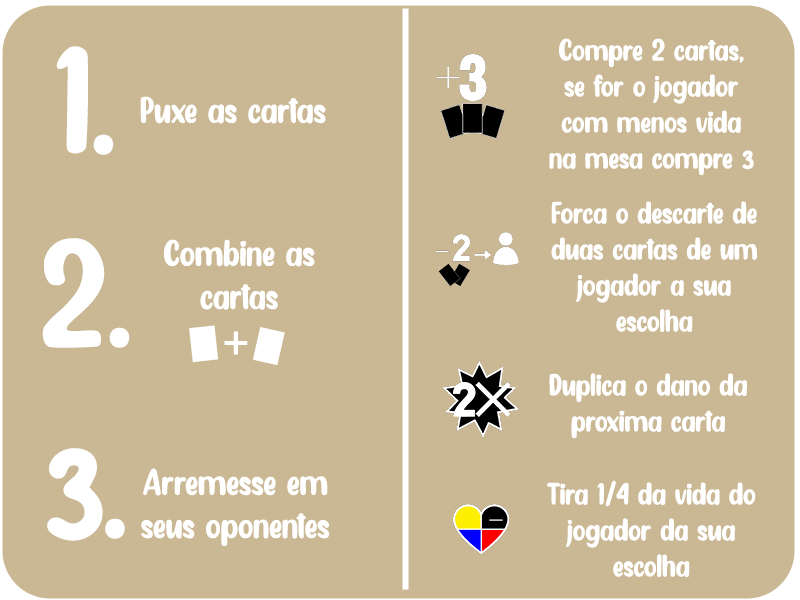 1.
Puxe as cartas
2.
Combine as
cartas
+
3.
Arremesse em
seus oponentes
+3
Compre 2 cartas,
se for o jogador
com menos vida
na mesa compre 3
-2→
Forca o descarte de
duas cartas de um
jogador a sua
escolha
2X
Duplica o dano da
proxima carta
-
Tira 1/4 da vida do
jogador da sua
escolha